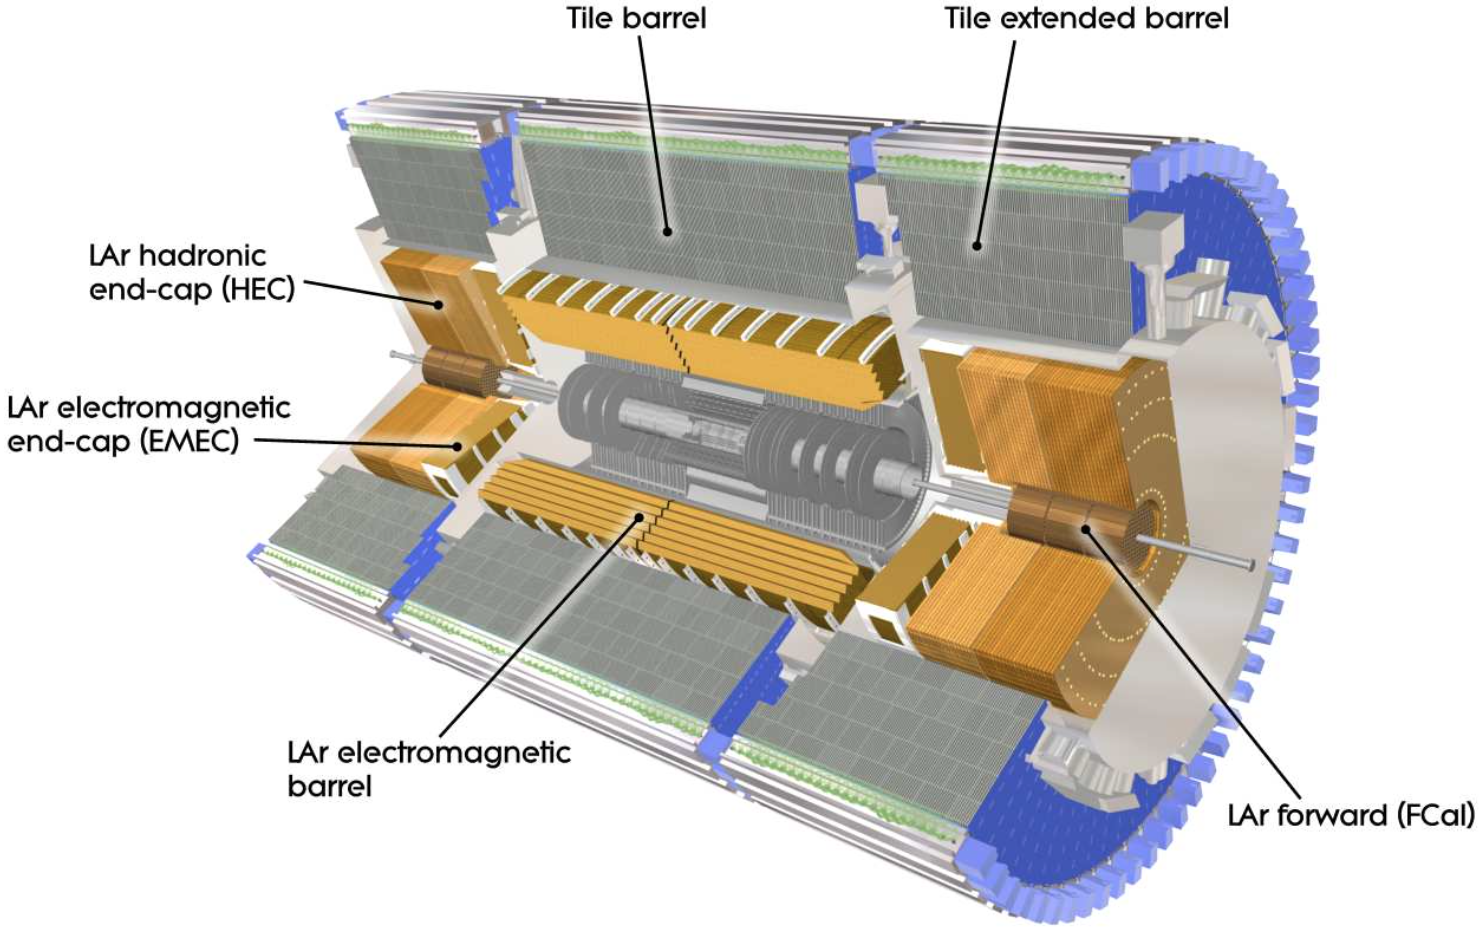 Tile barrel
Tile extended barrel
LAr hadronic
end-cap (HEC)
LAr electromagnetic
end-cap (EMEC)
LAr electromagnetic
barrel
LAr forward (FCal)